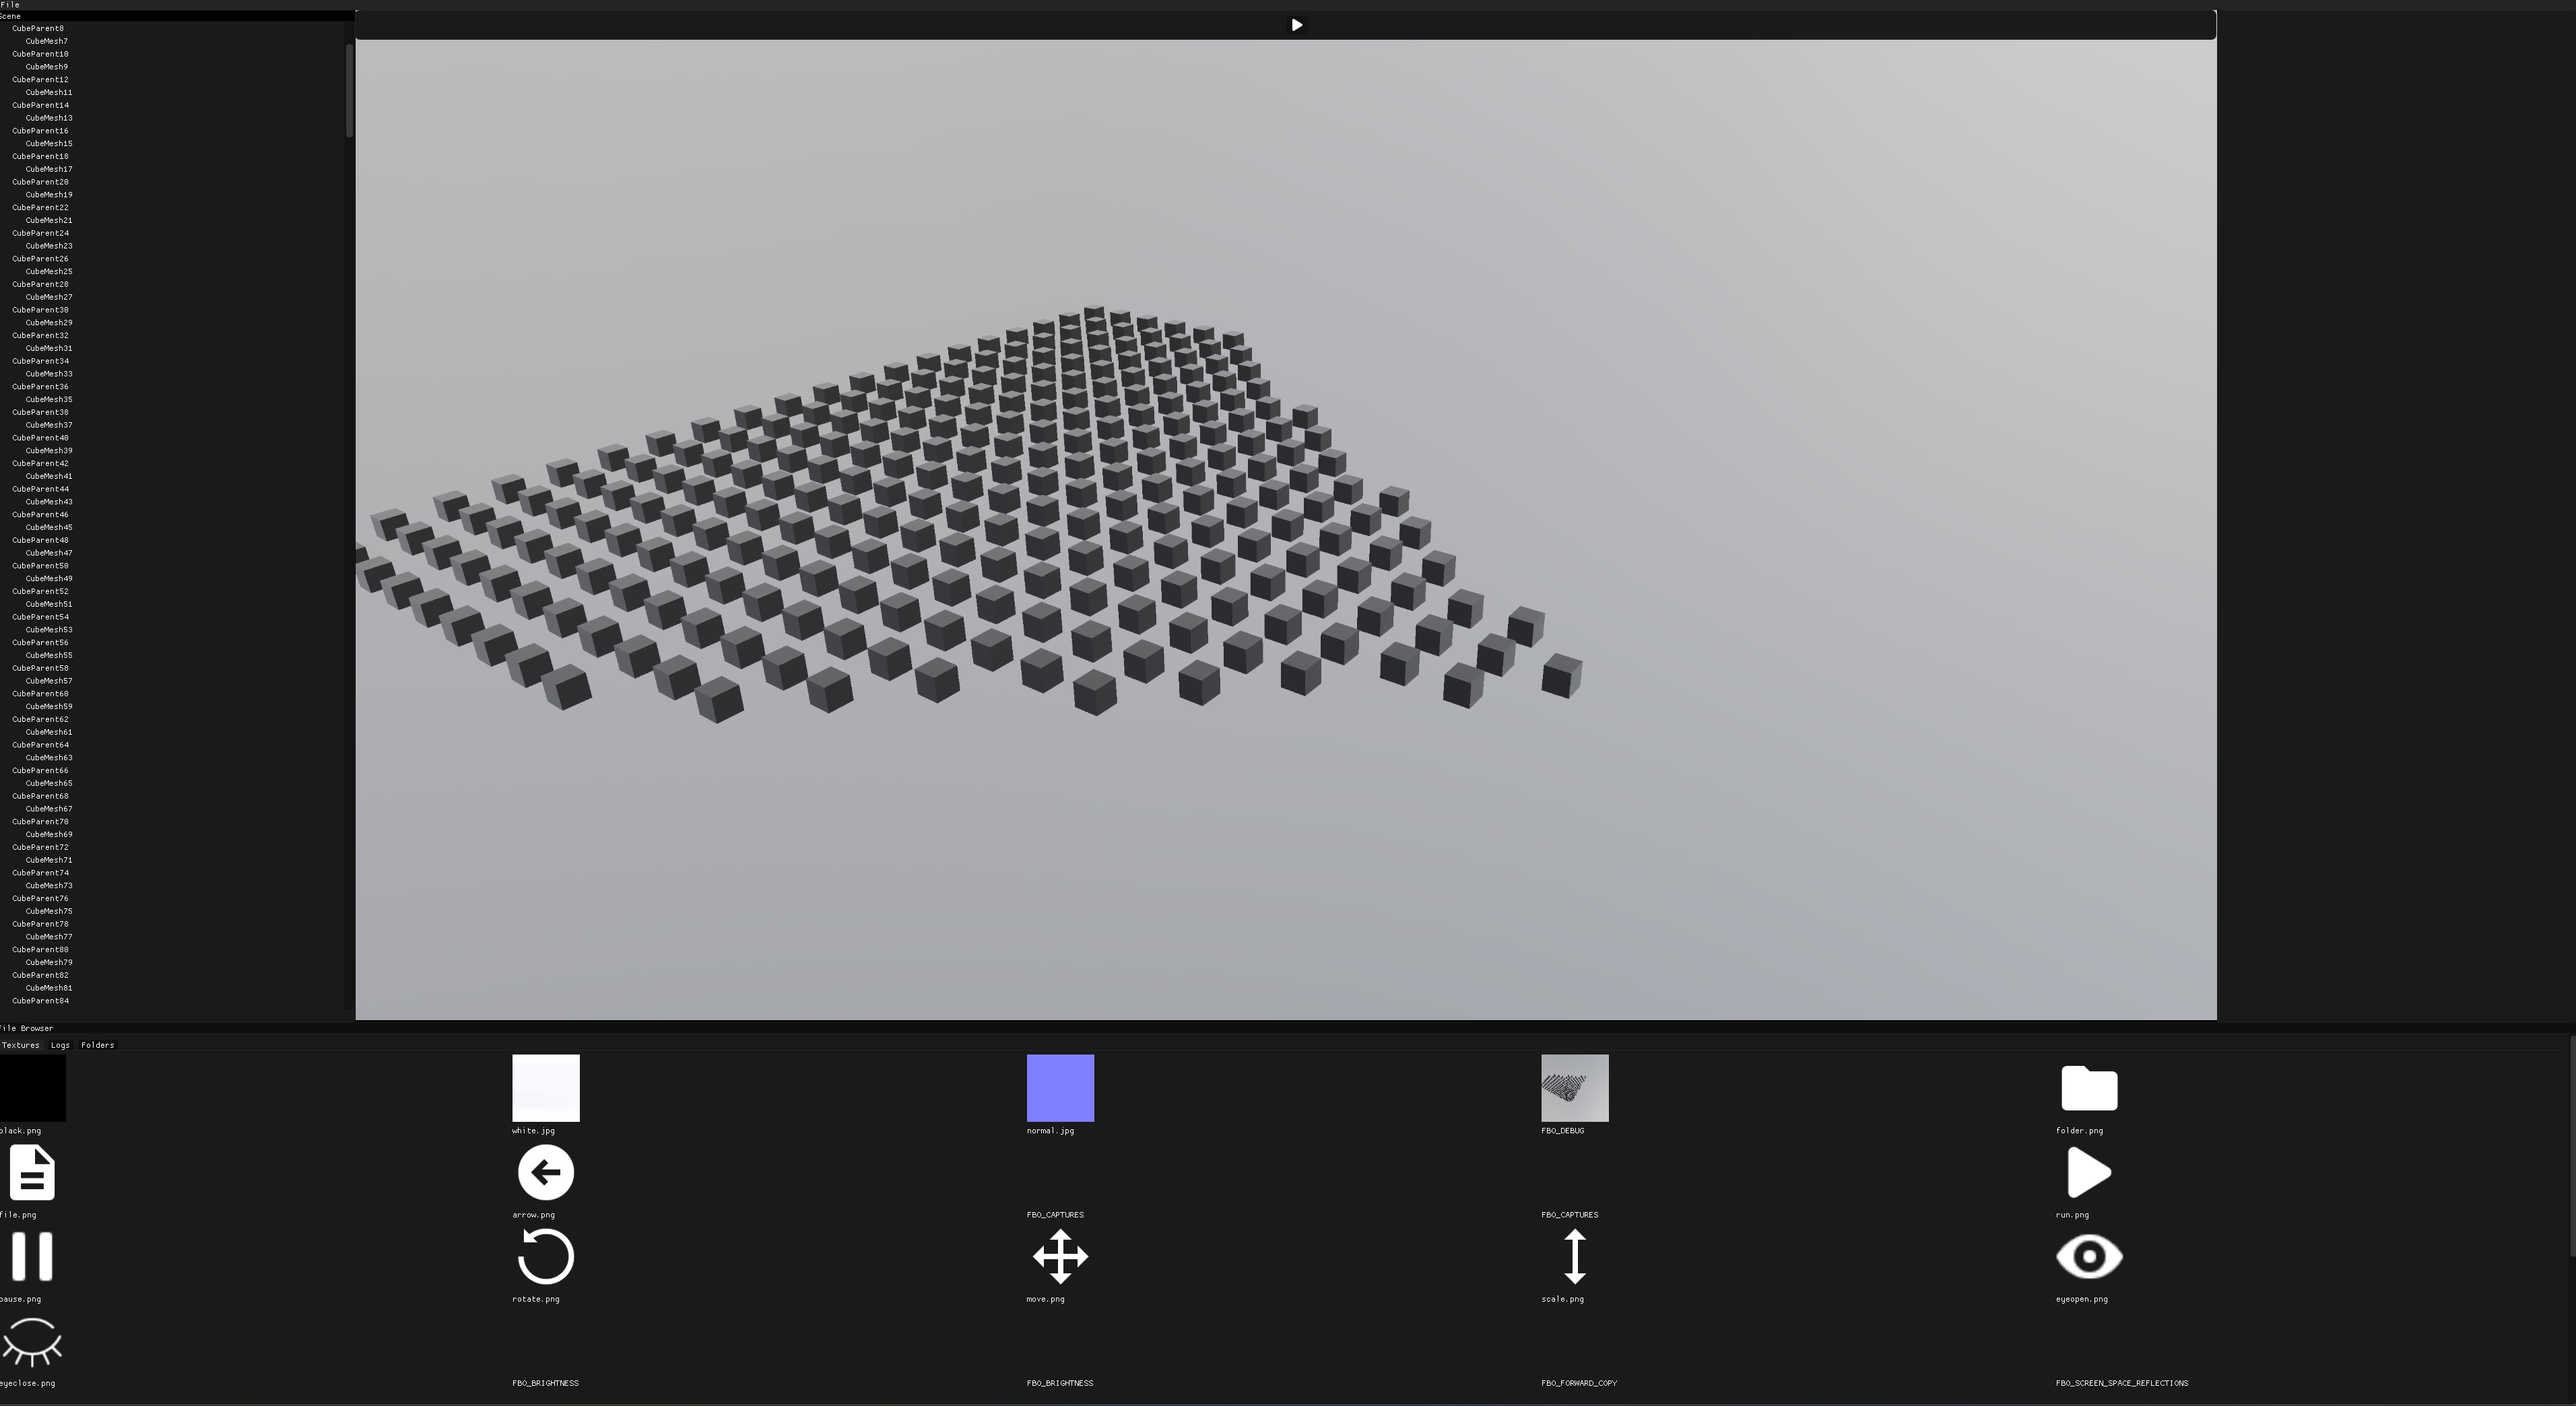 File
Scene
CubeParent8
CubeMesh7
CubeParent10
CubeMesh9
CubeParent12
CubeMesh11
CubeParent14
CubeMesh13
CubeParent16
CubeMesh15
CubeParent18
CubeMesh17
CubeParent20
CubeMesh19
CubeParent22
CubeMesh21
CubeParent24
CubeMesh23
CubeParent26
CubeMesh25
CubeParent28
CubeMesh27
CubeParent30
CubeMesh29
CubeParent32
CubeMesh31
CubeParent34
CubeMesh33
CubeParent36
CubeMesh35
CubeParent38
CubeMesh37
CubeParent40
CubeMesh39
CubeParent42
CubeMesh41
CubeParent44
CubeMesh43
CubeParent46
CubeMesh45
CubeParent48
CubeMesh47
CubeParent50
CubeMesh49
CubeParent52
CubeMesh51
CubeParent54
CubeMesh53
CubeParent56
CubeMesh55
CubeParent58
CubeMesh57
CubeParent60
CubeMesh59
CubeParent62
CubeMesh61
CubeParent64
CubeMesh63
CubeParent66
CubeMesh65
CubeParent68
CubeMesh67
CubeParent70
CubeMesh69
CubeParent72
CubeMesh71
CubeParent74
CubeMesh73
CubeParent76
CubeMesh75
CubeParent78
CubeMesh77
CubeParent80
CubeMesh79
CubeParent82
CubeMesh81
CubeParent84
File Browser
Textures Logs Folders
black.png white.jpg normal.jpg FBO_DEBUG folder.png
file.png arrow.png FBO_CAPTURES FBO_CAPTURES run.png
pause.png rotate.png move.png scale.png eyeopen.png
eyeclose.png FBO_BRIGHTNESS FBO_BRIGHTNESS FBO_FORWARD_COPY FBO_SCREEN_SPACE_REFLECTIONS